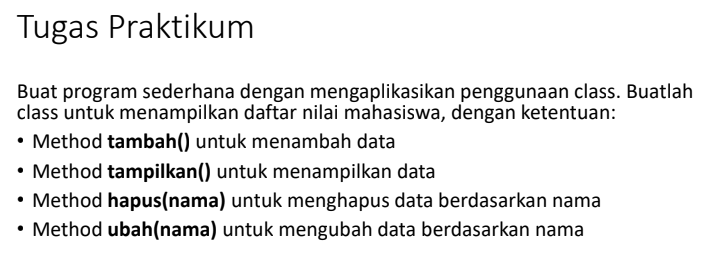 Tugas Praktikum
Buat program sederhana dengan mengaplikasikan penggunaan class. Buatlah
class untuk menampilkan daftar nilai mahasiswa, dengan ketentuan:
• Method tambah() untuk menambah data
• Method tampilkan() untuk menampilkan data
• Method hapus(nama) untuk menghapus data berdasarkan nama
• Method ubah(nama) untuk mengubah data berdasarkan nama